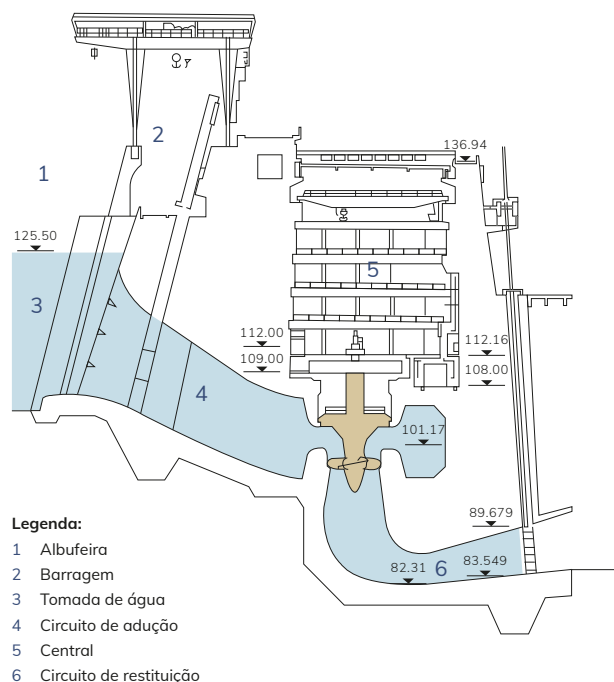 2
136.94
1
125.50
5
3
112.00
112.16
109.00
108.00
4
101.17
89.679
Legenda:
82.31
6
83.549
1 Albufeira
2 Barragem
3 Tomada de água
4 Circuito de adução
5 Central
6 Circuito de restituição